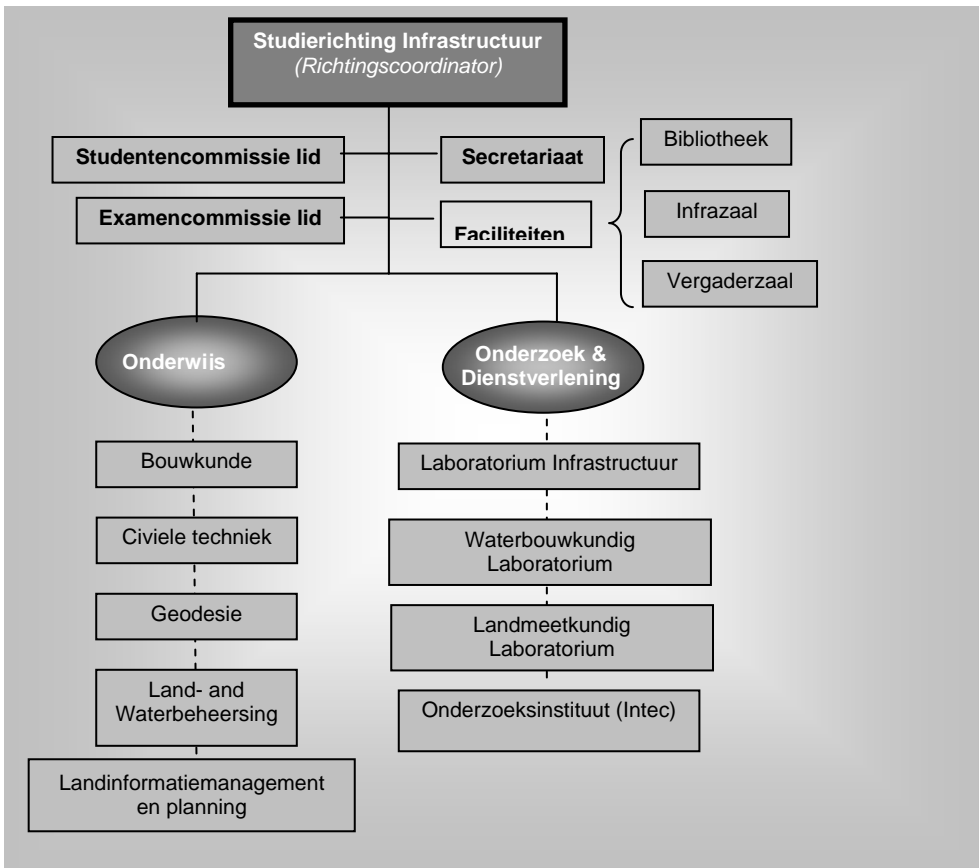 Studierichting Infrastructuur
(Richtingscoordinator)
Studentencommissie lid
Secretariaat
Bibliotheek
Examencommissie lid
Faciliteiten
Infrazaal
Vergaderzaal
Onderwijs
Onderzoek &
Dienstverlening
Bouwkunde
Civiele techniek
Geodesie
Land- and
Waterbeheersing
Landinformatiemanagement
en planning
Laboratorium Infrastructuur
Waterbouwkundig
Laboratorium
Landmeetkundig
Laboratorium
Onderzoeksinstituut (Intec)